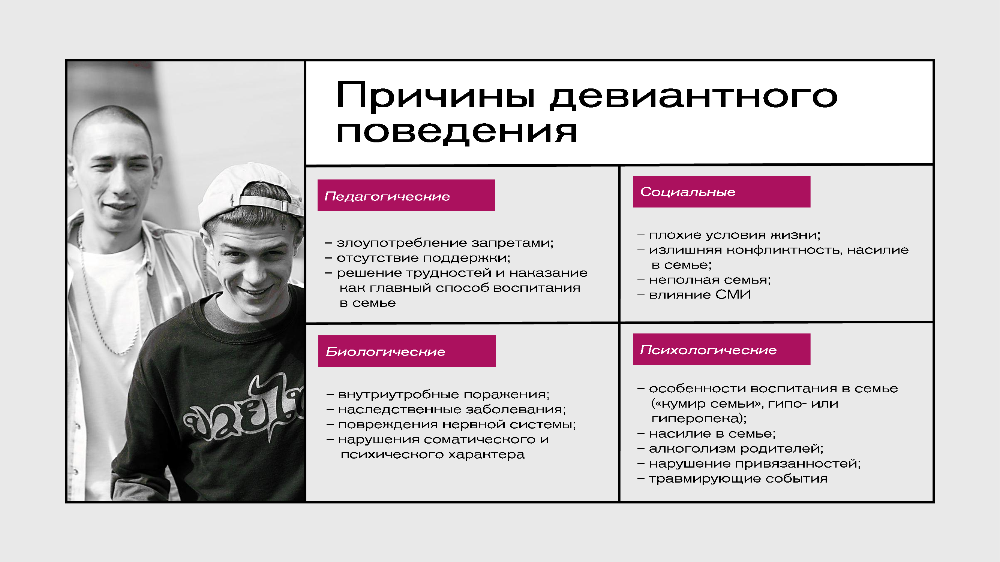 Причины девиантного
поведения
Педагогические
– злоупотребление запретами;
– отсутствие поддержки;
– решение трудностей и наказание
как главный способ воспитания
в семье
Социальные
– плохие условия жизни;
– излишняя конфликтность, насилие
в семье;
– неполная семья;
– влияние СМИ
Биологические
– внутриутробные поражения;
– наследственные заболевания;
– повреждения нервной системы;
– нарушения соматического и
психического характера
Психологические
– особенности воспитания в семье
(«кумир семьи», гипо- или
гиперопека);
– насилие в семье;
– алкоголизм родителей;
– нарушение привязанностей;
– травмирующие события